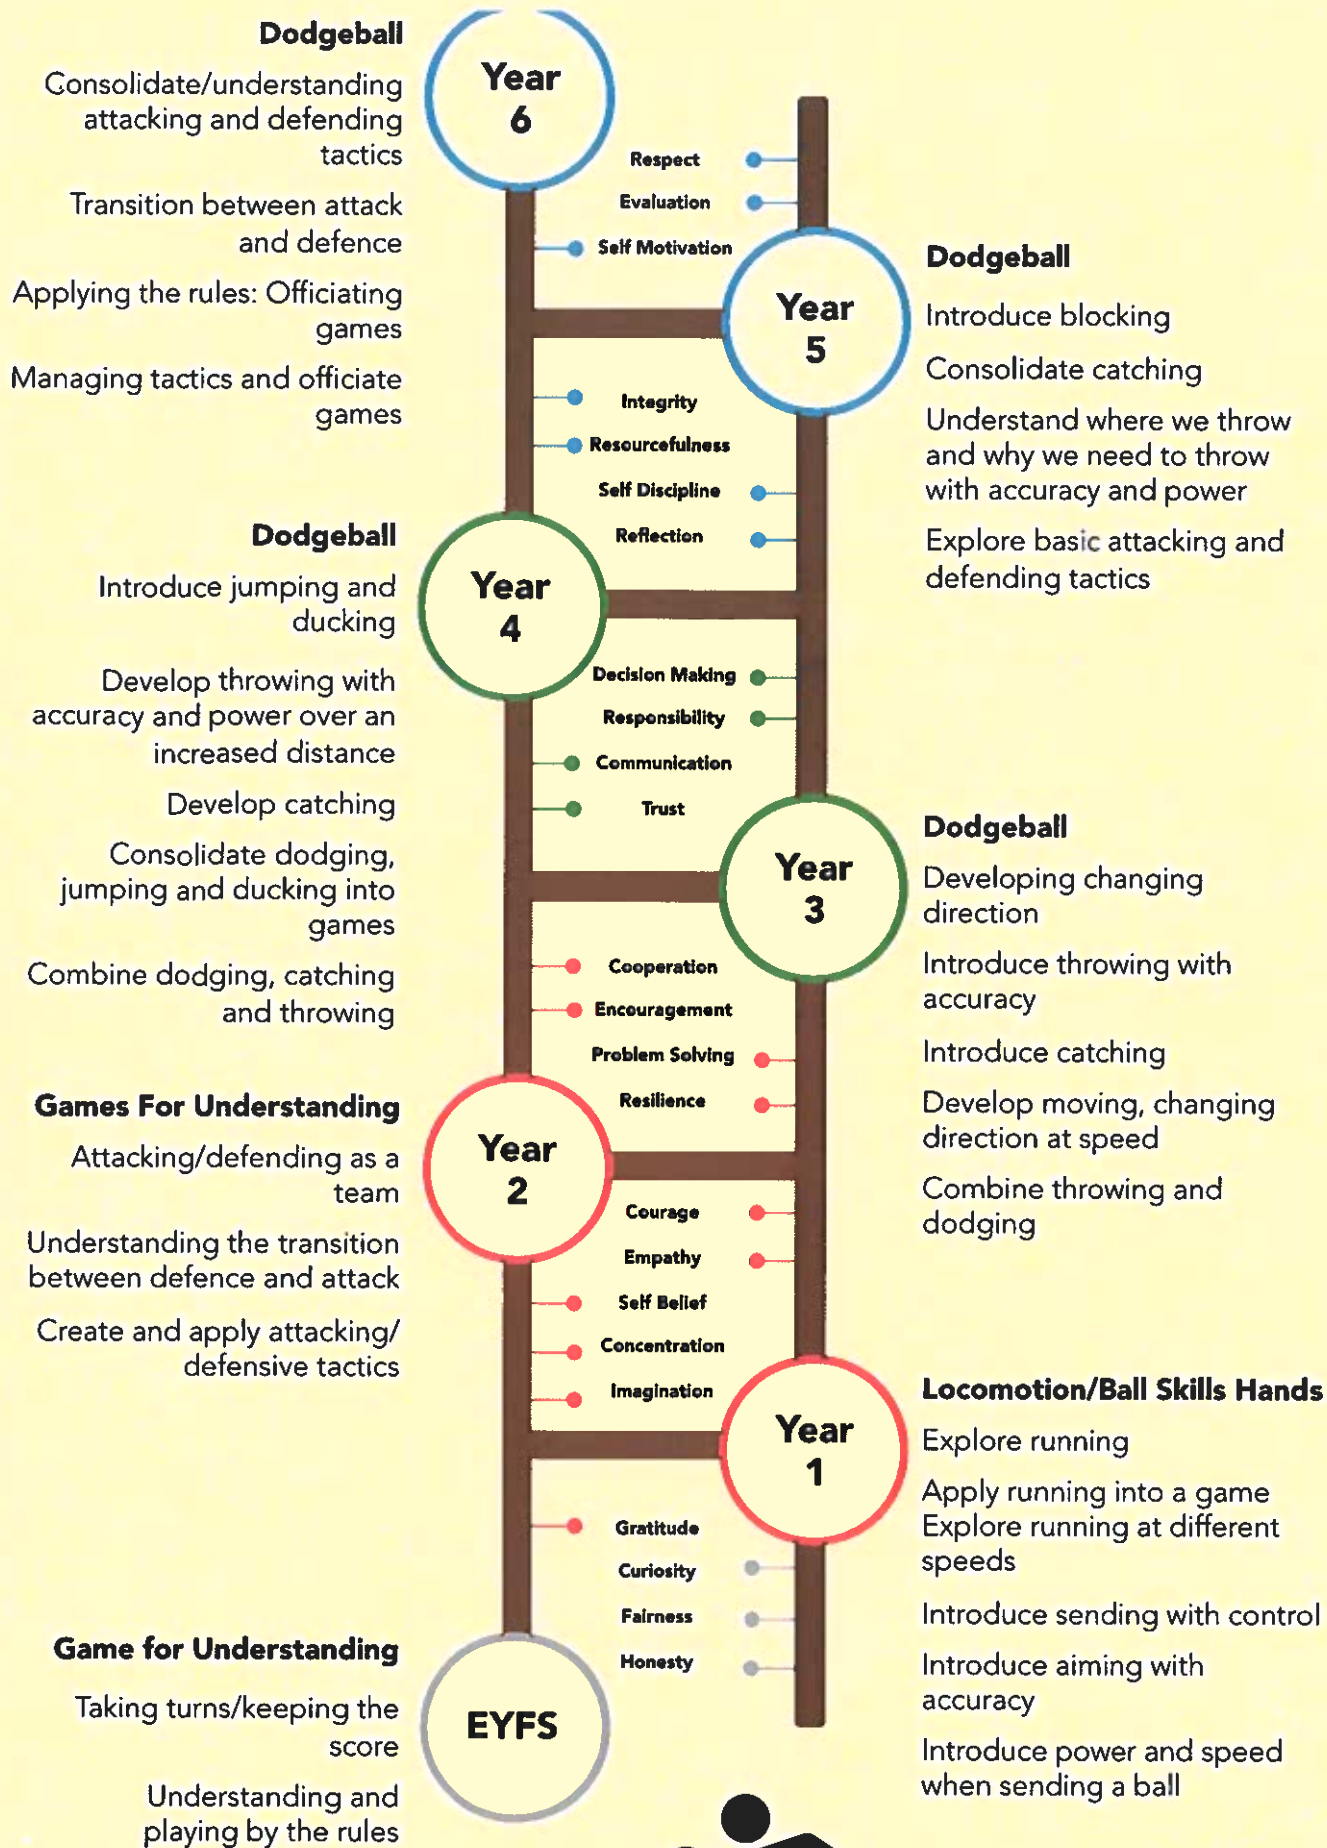 Dodgeball
Consolidate/understanding
attacking and defending
tactics
Transition between attack
and defence
Applying the rules: Officiating
games
Managing tactics and officiate
games
Year
6
Respect
Evaluation
Self Motivation
Year
5
Dodgeball
Introduce blocking
Consolidate catching
Understand where we throw
and why we need to throw
with accuracy and power
Explore basic attacking and
defending tactics
Integrity
Resourcefulness
Self Discipline
Reflection
Dodgeball
Introduce jumping and
ducking
Develop throwing with
accuracy and power over an
increased distance
Develop catching
Consolidate dodging,
jumping and ducking into
games
Combine dodging, catching
and throwing
Year
4
Decision Making
Responsibility
Communication
Trust
Year
3
Dodgeball
Developing changing
direction
Introduce throwing with
accuracy
Introduce catching
Develop moving, changing
direction at speed
Combine throwing and
dodging
Cooperation
Encouragement
Problem Solving
Resilience
Games For Understanding
Attacking/defending as a
team
Understanding the transition
between defence and attack
Create and apply attacking/
defensive tactics
Year
2
Courage
Empathy
Self Belief
Concentration
Imagination
Year
1
Locomotion/Ball Skills Hands
Explore running
Apply running into a game
Explore running at different
speeds
Introduce sending with control
Introduce aiming with
accuracy
Introduce power and speed
when sending a ball
Gratitude
Curiosity
Fairness
Honesty
Game for Understanding
Taking turns/keeping the
score
Understanding and
playing by the rules
EYFS